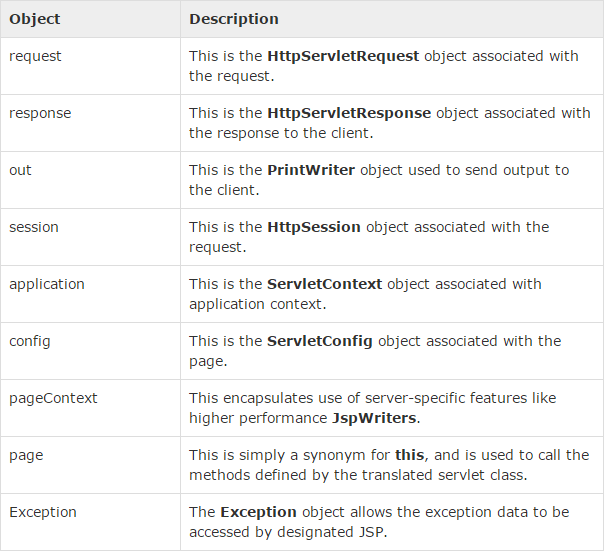 Object Description
request This is the HttpServletRequest object associated with
the request.
response This is the HttpServletResponse object associated with
the response to the client.
out This is the PrintWriter object used to send output to
the client.
session This is the HttpSession object associated with the
request.
application This is the ServletContext object associated with
application context.
config This is the ServletConfig object associated with the
page.
pageContext This encapsulates use of server-specific features like
higher performance JspWriters.
page This is simply a synonym for this, and is used to call the
methods defined by the translated servlet class.
Exception The Exception object allows the exception data to be
accessed by designated JSP.